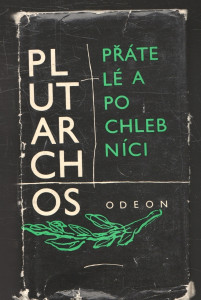 PL
UT
AR
CH
OS
PŘÁTE
LÉ A
PO
CHLEB
NÍCI
ODEON